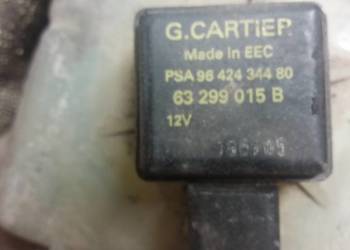 G.CARTIER
Made in EEC
PSA 96 424 344 80
63 299 015 B
12V